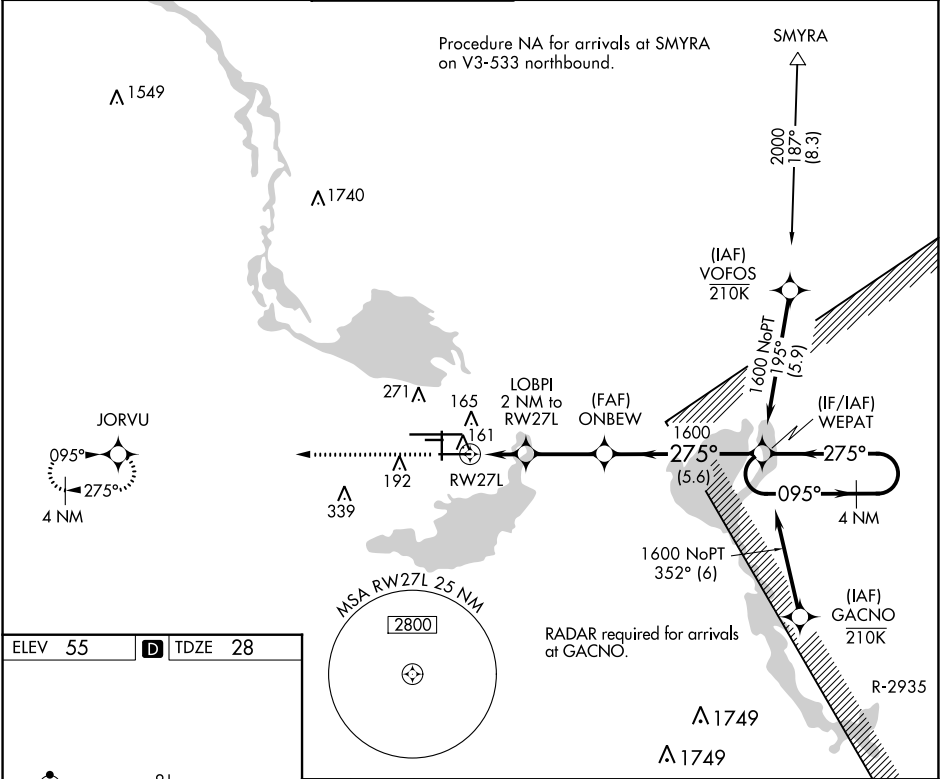 Procedure NA for arrivals at SMYRA
on V3-533 northbound.
SMYRA
1549
2000
187°
(8.3)
1740
(IAF)
VOFOS
210K
1600 NoPT
195°
(5.9)
271
165
161
LOBPI
2 NM to
RW27L
(FAF)
ONBEW
(IF/IAF)
WEPAT
JORVU
095°
275°
4 NM
192
339
RW27L
1600
275°
(5.6)
275°
095°
4 NM
1600 NoPT
352° (6)
(IAF)
GACNO
210K
MSA RW27L 25 NM
2800
RADAR required for arrivals
at GACNO.
R-2935
1749
1749
ELEV 55 D TDZE 28